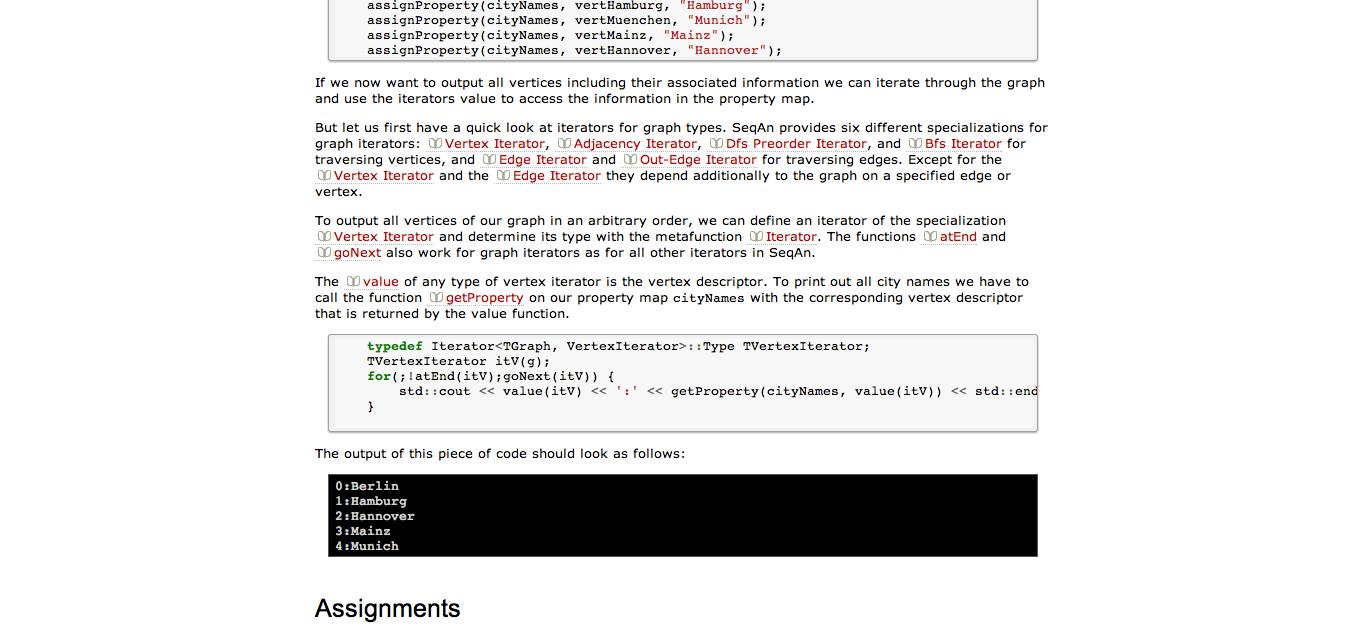 assignProperty(cityNames, vertHamburg, "Hamburg");
assignProperty(cityNames, vertMuenchen, "Munich");
assignProperty(cityNames, vertMainz, "Mainz");
assignProperty(cityNames, vertHannover, "Hannover");
If we now want to output all vertices including their associated information we can iterate through the graph
and use the iterators value to access the information in the property map.
But let us first have a quick look at iterators for graph types. SeqAn provides six different specializations for
graph iterators: Vertex Iterator, Adjacency Iterator, Dfs Preorder Iterator, and Bfs Iterator for
traversing vertices, and Edge Iterator and Out-Edge Iterator for traversing edges. Except for the
Vertex Iterator and the Edge Iterator they depend additionally to the graph on a specified edge or
vertex.
To output all vertices of our graph in an arbitrary order, we can define an iterator of the specialization
Vertex Iterator and determine its type with the metafunction Iterator. The functions atEnd and
goNext also work for graph iterators as for all other iterators in SeqAn.
The value of any type of vertex iterator is the vertex descriptor. To print out all city names we have to
call the function getProperty on our property map cityNames with the corresponding vertex descriptor
that is returned by the value function.
typedef Iterator<TGraph, VertexIterator>::Type TVertexIterator;
TVertexIterator itV(g);
for(;!atEnd(itV);goNext(itV)) {
std::cout << value(itV) << ':' << getProperty(cityNames, value(itV)) << std::end
}
The output of this piece of code should look as follows:
0:Berlin
1:Hamburg
2:Hannover
3:Mainz
4:Munich
Assignments